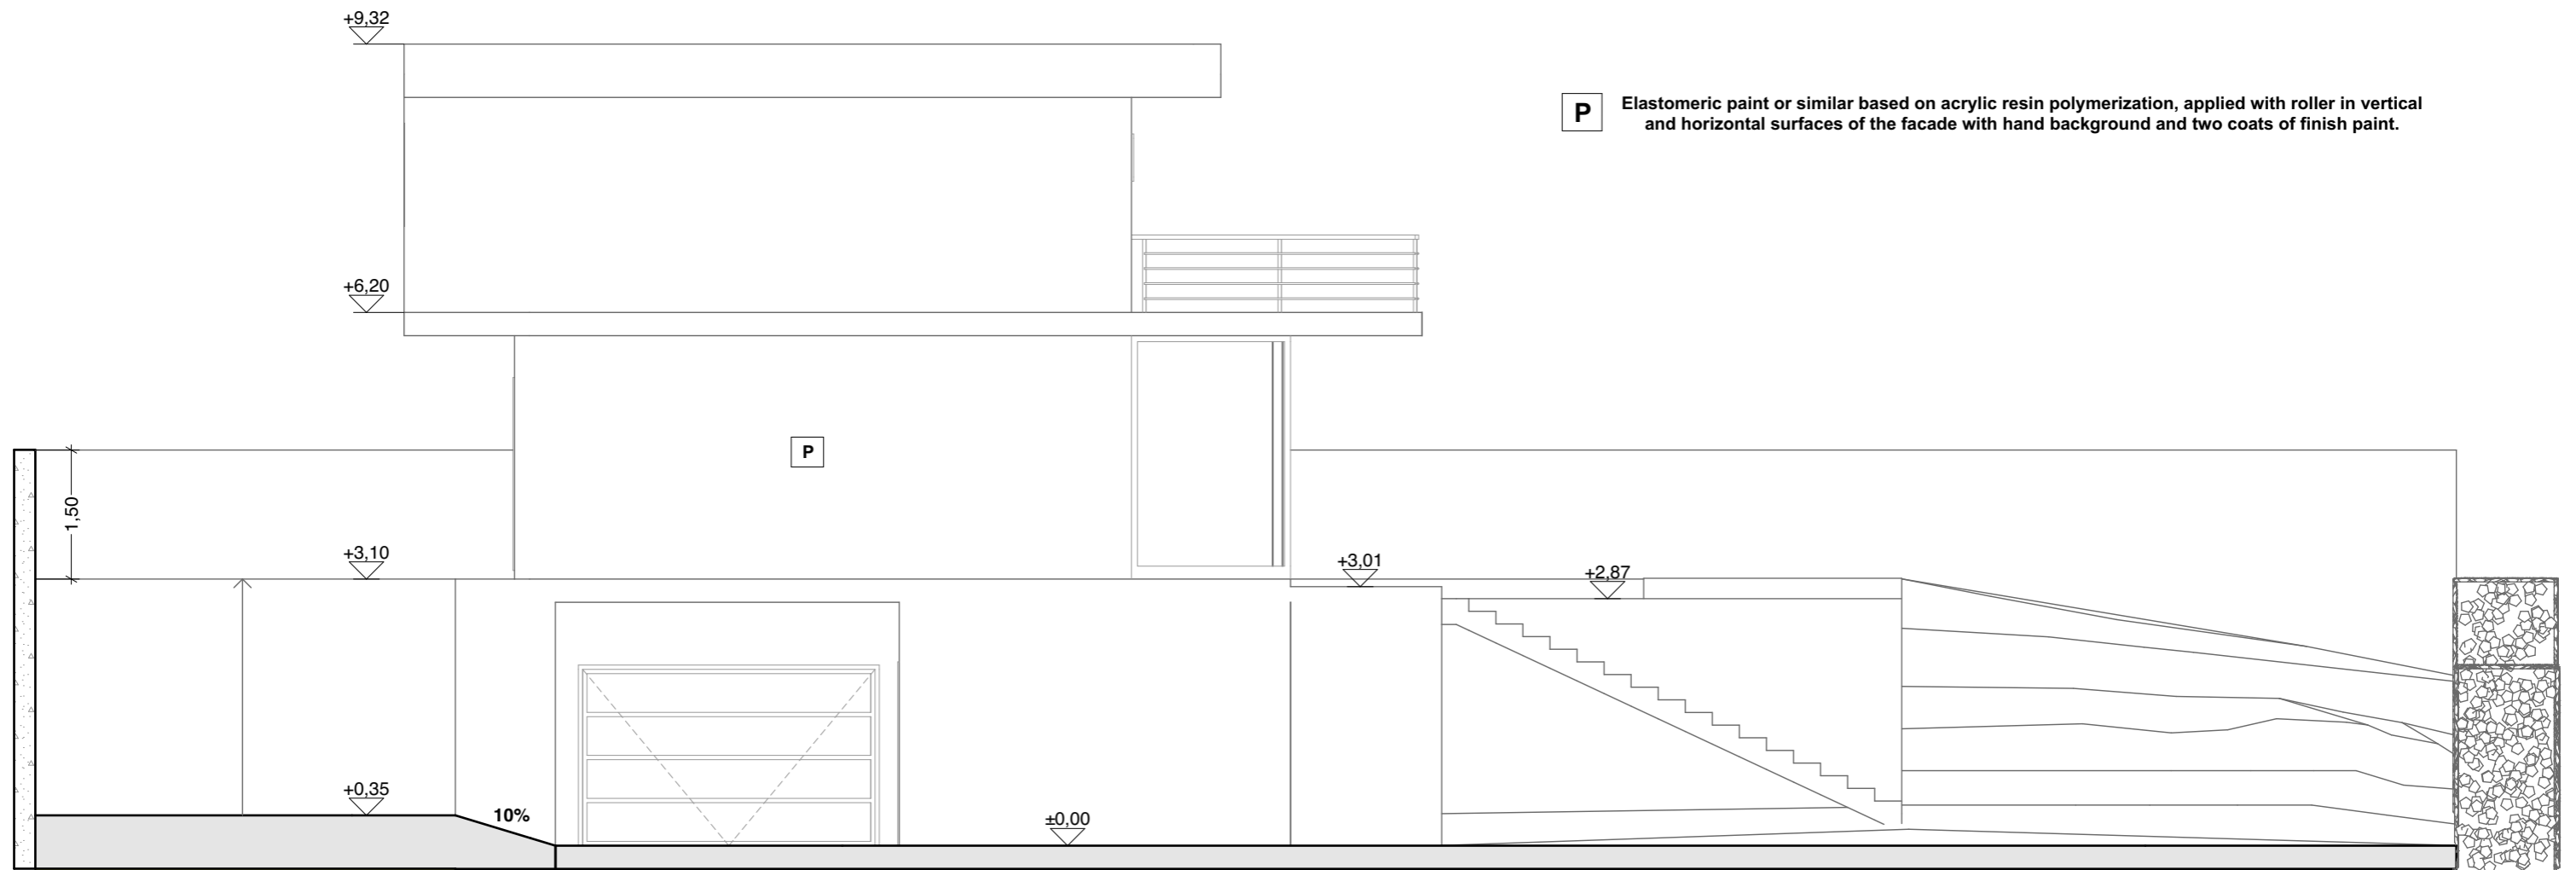 +9,32
P
Elastomeric paint or similar based on acrylic resin polymerization, applied with roller in vertical
and horizontal surfaces of the facade with hand background and two coats of finish paint.
+6,20
P
1,50
+3,10
+3,01
+2,87
+0,35
10%
±0,00